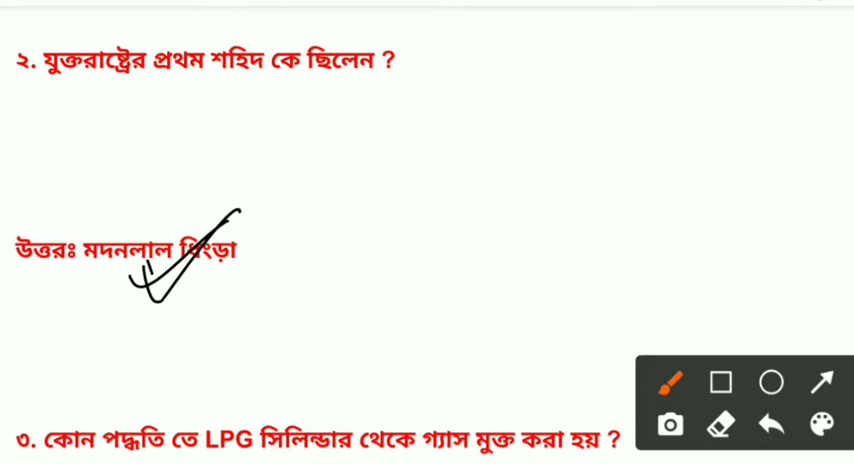 ২. যুক্তরাষ্ট্রের প্রথম শহিদ কে ছিলেন ?
উত্তরঃ মদনলাল ধিংড়া
৩. কোন পদ্ধতি তে LPG সিলিন্ডার থেকে গ্যাস মুক্ত করা হয় ?